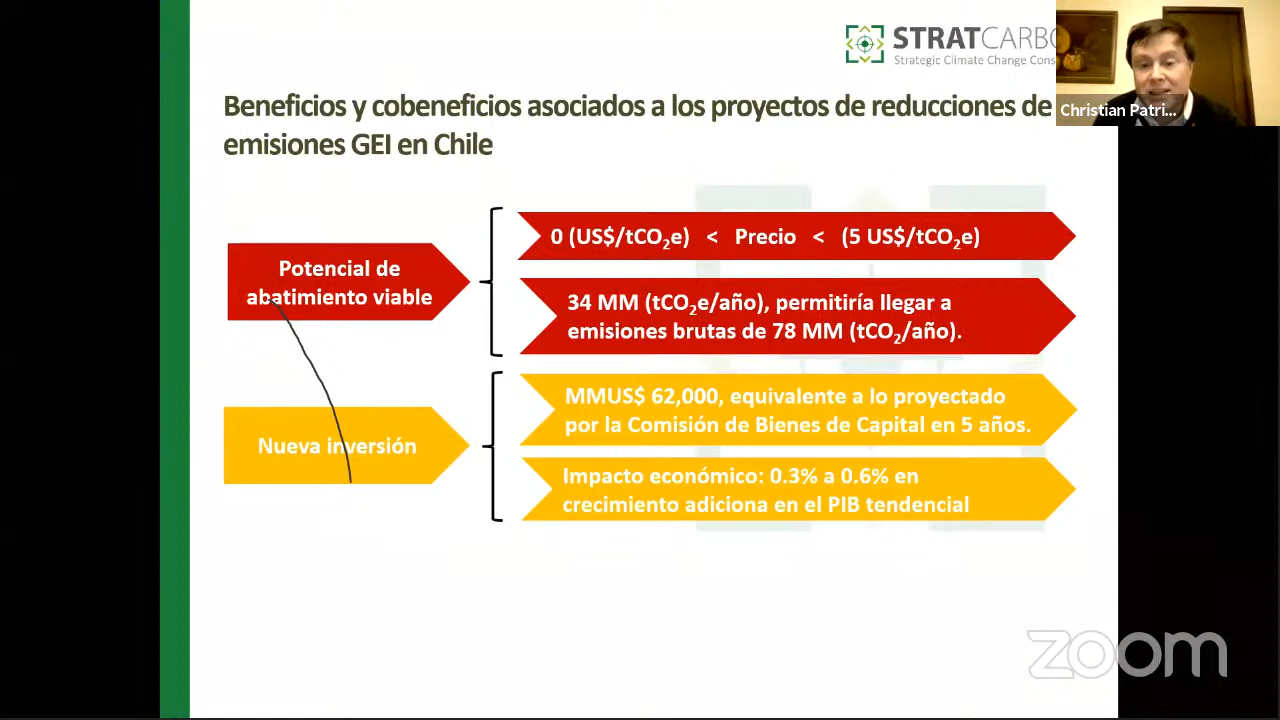 STRATCARBO
Strategic Climate Change Cons
Christian Patri...
Beneficios y cobeneficios asociados a los proyectos de reducciones de
emisiones GEI en Chile
Potencial de
abatimiento viable
0 (US$/tCO₂e) < Precio < (5 US$/tCO₂e)
34 MM (tCO₂e/año), permitiría llegar a
emisiones brutas de 78 MM (tCO₂/año).
Nueva inversión
MMUS$ 62,000, equivalente a lo proyectado
por la Comisión de Bienes de Capital en 5 años.
Impacto económico: 0.3% a 0.6% en
crecimiento adiciona en el PIB tendencial
zoom